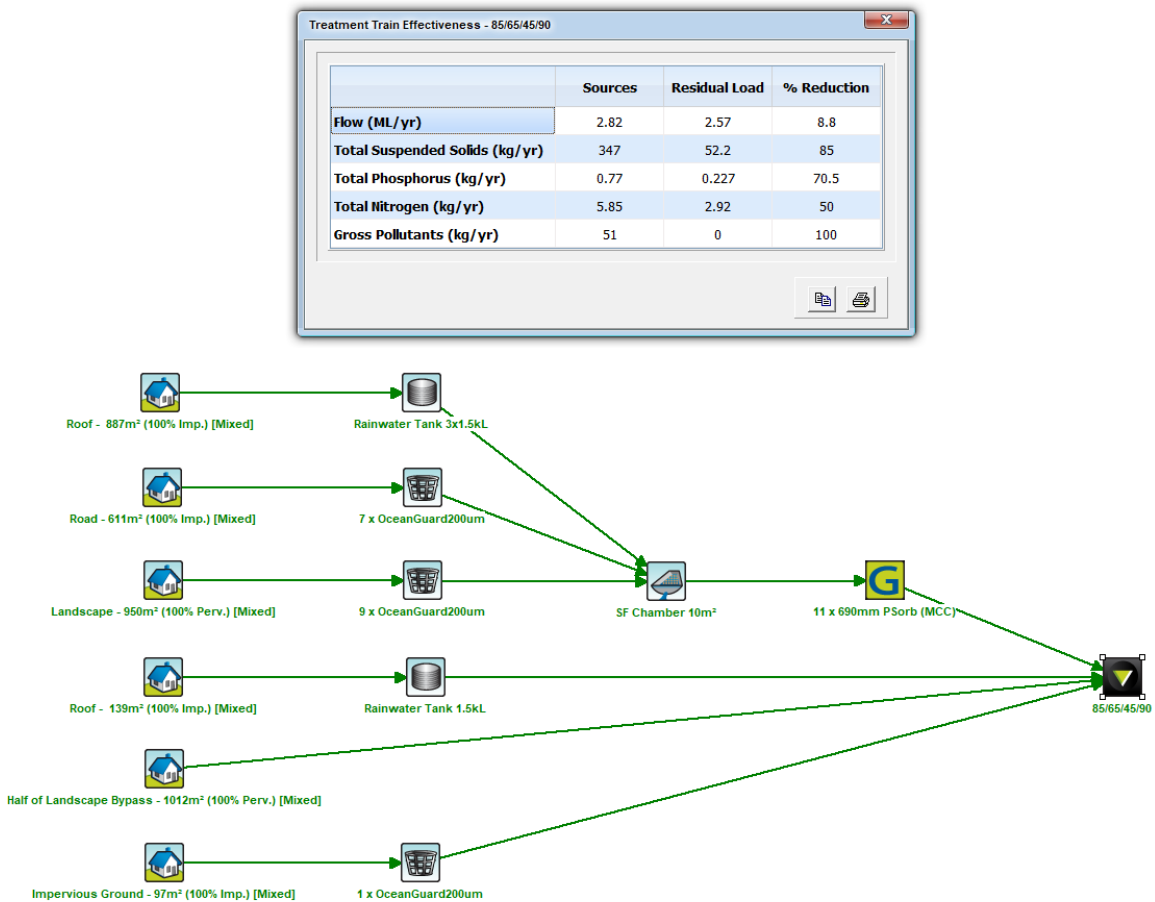 Treatment Train Effectiveness - 85/65/45/90
Sources Residual Load % Reduction
Flow (ML/yr) 2.82 2.57 8.8
Total Suspended Solids (kg/yr) 347 52.2 85
Total Phosphorus (kg/yr) 0.77 0.227 70.5
Total Nitrogen (kg/yr) 5.85 2.92 50
Gross Pollutants (kg/yr) 51 0 100
Roof - 887m² (100% Imp.) [Mixed]
Rainwater Tank 3x1.5kL
Road - 611m² (100% Imp.) [Mixed]
7 x OceanGuard200um
Landscape - 950m² (100% Perv.) [Mixed]
9 x OceanGuard200um
SF Chamber 10m²
G
11 x 690mm PSorb (MCC)
Roof - 139m² (100% Imp.) [Mixed]
Rainwater Tank 1.5kL
85/65/45/90
Half of Landscape Bypass - 1012m² (100% Perv.) [Mixed]
Impervious Ground - 97m² (100% Imp.) [Mixed]
1 x OceanGuard200um